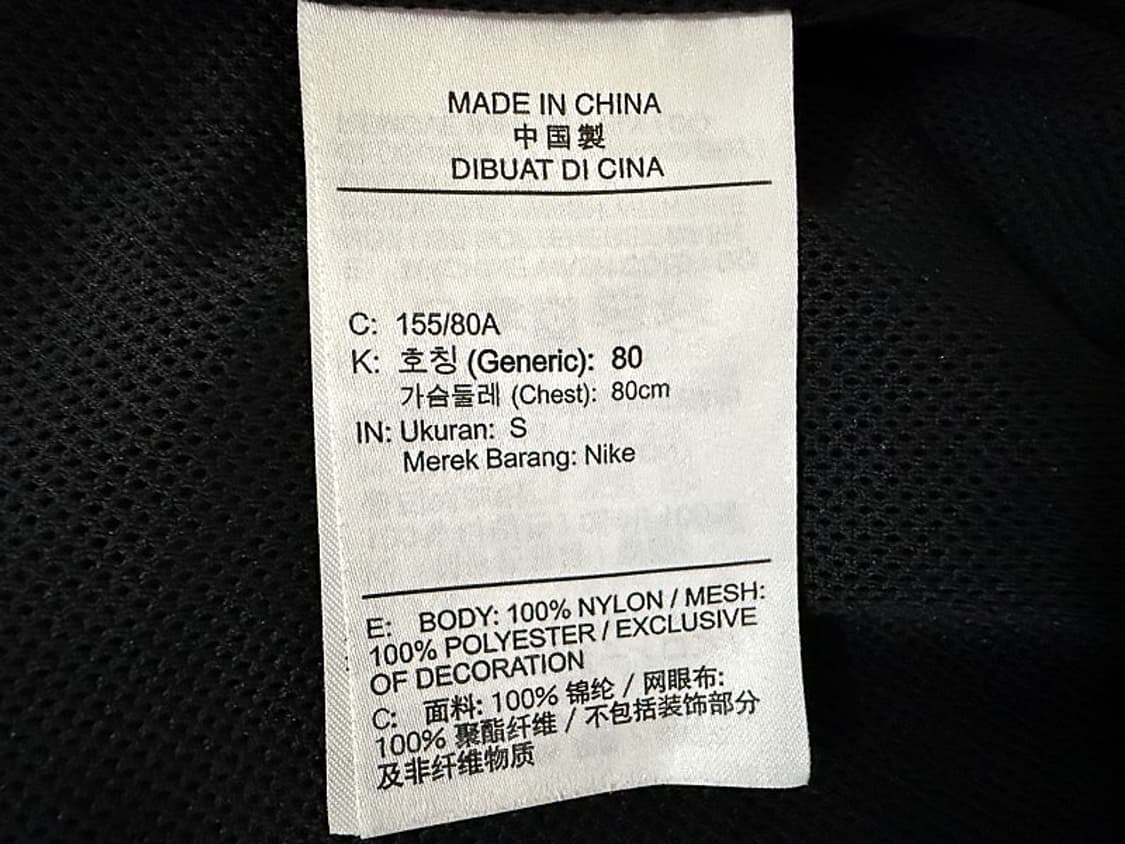 MADE IN CHINA
中国製
DIBUAT DI CINA
C: 155/80A
K: 호칭 (Generic): 80
가슴둘레 (Chest): 80cm
IN: Ukuran: S
Merek Barang: Nike
E: BODY: 100% NYLON / MESH:
100% POLYESTER / EXCLUSIVE
OF DECORATION
C: 面料: 100% 锦纶 / 网眼布:
100% 聚酯纤维 / 不包括装饰部分
及非纤维物质